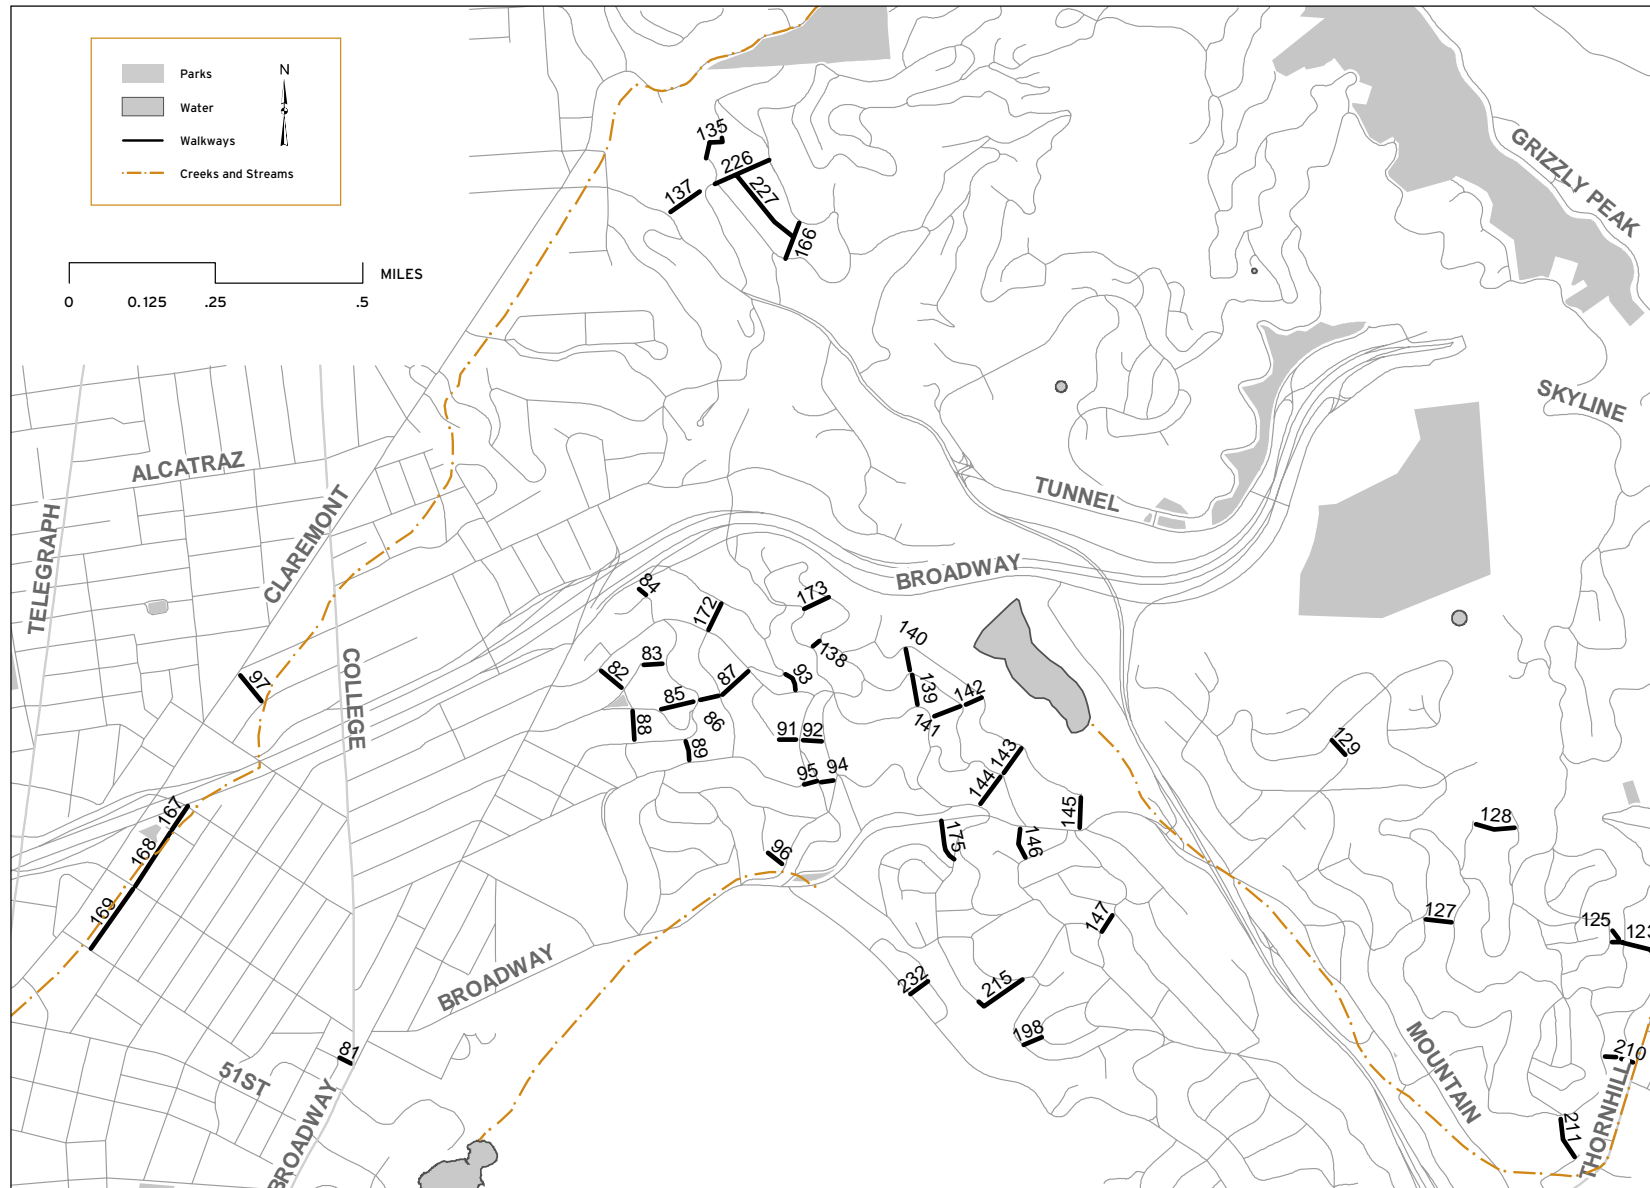 Parks
N
Water
Walkways
Creeks and Streams
MILES
0
0.125
.25
.5
135
226
137
227
166
GRIZZLY PEAK
SKYLINE
ALCATRAZ
TUNNEL
CLAREMONT
TELEGRAPH
BROADWAY
COLLEGE
84
172
173
140
138
83
82
87
93
97
85
86
139
142
141
88
89
91
92
95
94
143
144
129
145
167
168
169
175
146
96
128
147
127
125
123
232
215
198
BROADWAY
81
51ST
BROADWAY
MOUNTAIN
210
THORNHILL
211